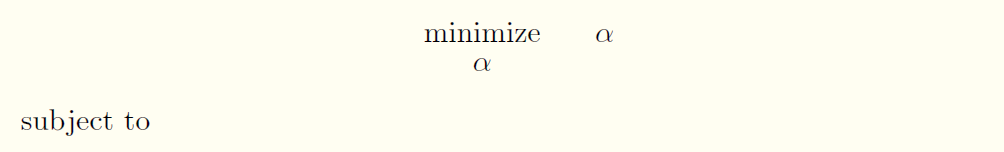 minimize α
α
subject to